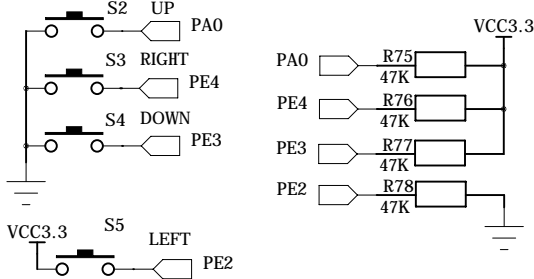 S2 UP
PA0
S3 RIGHT
PE4
S4 DOWN
PE3
VCC3.3
S5
LEFT
PE2
VCC3.3
PA0
R75
47K
PE4
R76
47K
PE3
R77
47K
PE2
R78
47K